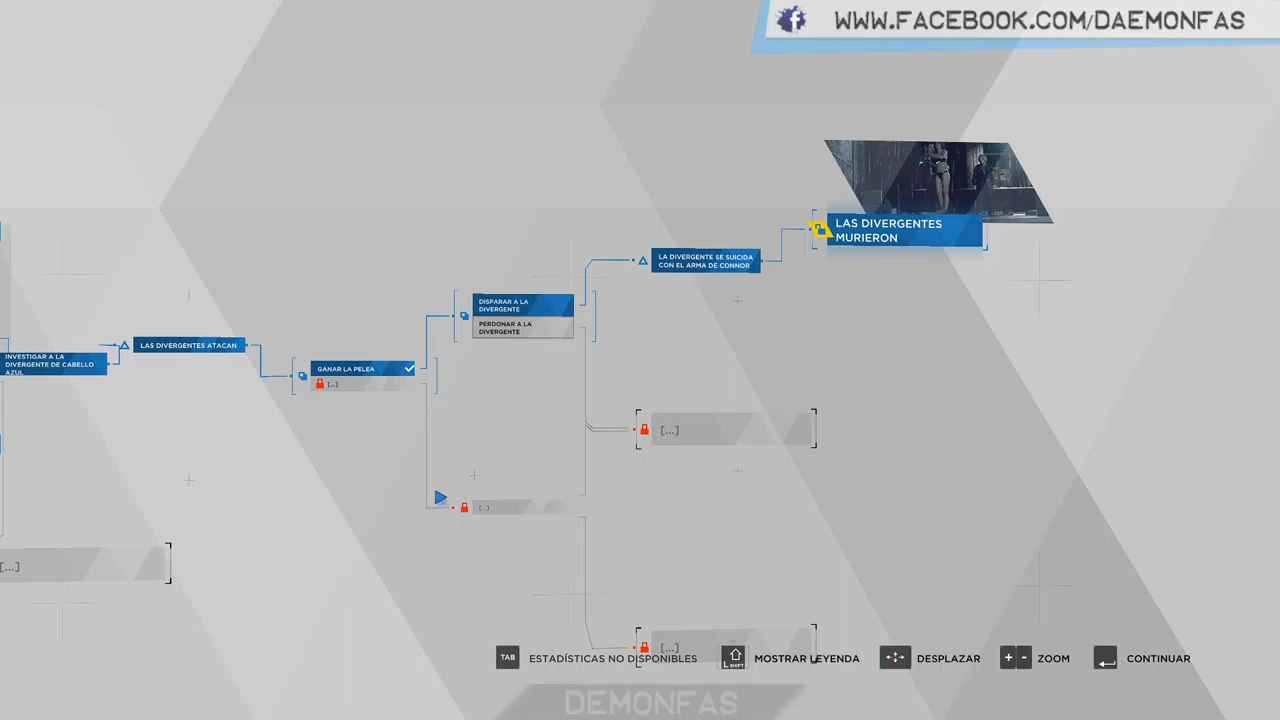 WWW.FACEBOOK.COM/DAEMONFAS
LAS DIVERGENTES
MURIERON
LA DIVERGENTE SE SUICIDA
CON EL ARMA DE CONNOR
DISPARAR A LA
DIVERGENTE
PERDONAR A LA
DIVERGENTE
LAS DIVERGENTES ATACAN
INVESTIGAR A LA
DIVERGENTE DE CABELLO
AZUL
GANAR LA PELEA
[...]
[...]
[...]
[...]
[...]
TAB ESTADÍSTICAS NO DISPONIBLES
L SHIFT MOSTRAR LEYENDA
DESPLAZAR
+ - ZOOM
CONTINUAR
DEMONFAS